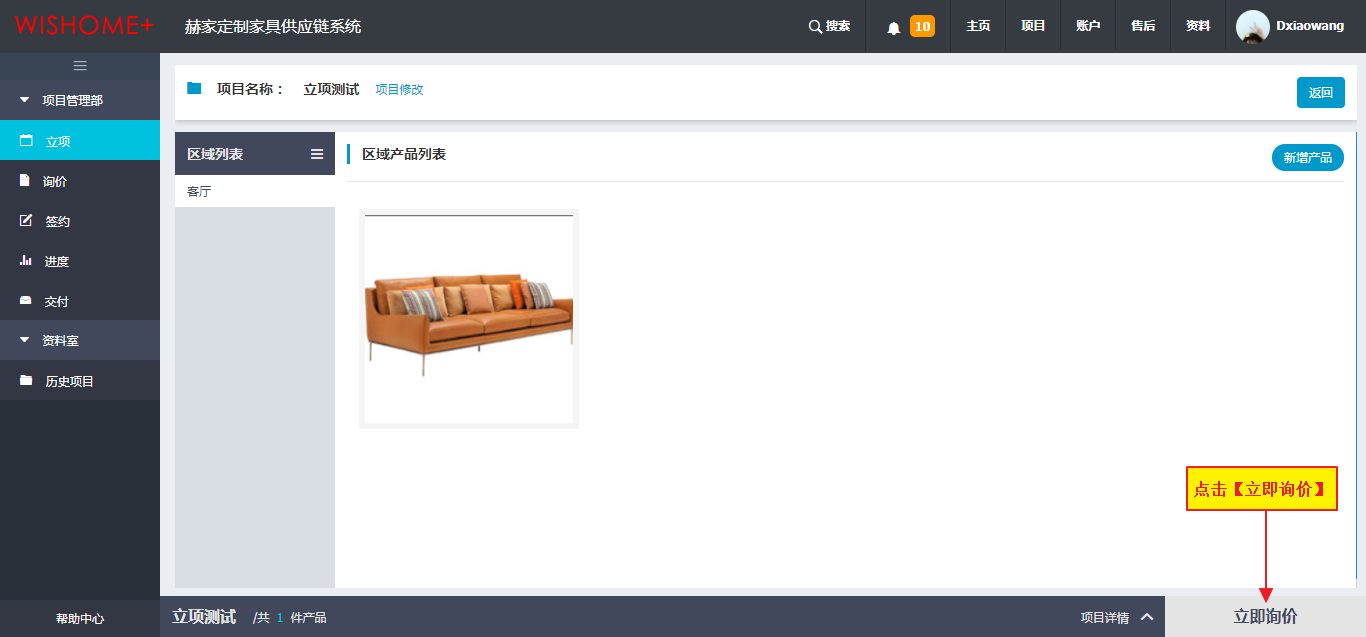 WISHOME+
赫家定制家具供应链系统
搜索
10
主页
项目
账户
售后
资料
Dxiaowang
项目管理部
立项
询价
签约
进度
交付
资料室
历史项目
帮助中心
项目名称： 立项测试 项目修改
返回
区域列表
客厅
区域产品列表
新增产品
点击【立即询价】
立项测试 /共 1 件产品
项目详情
立即询价